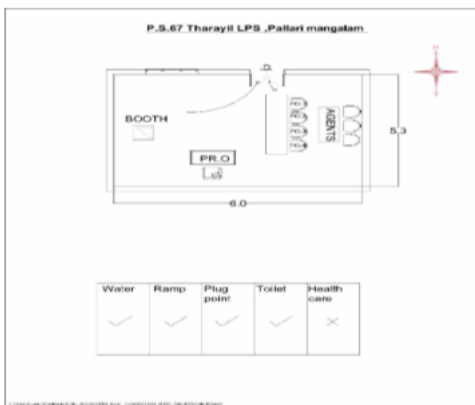 P.S.67 Tharayil LPS ,Pallari mangalam
D
BOOTH
AGENTS
PR.O
5.3
6.0
Water Ramp Plug point Toilet Health care